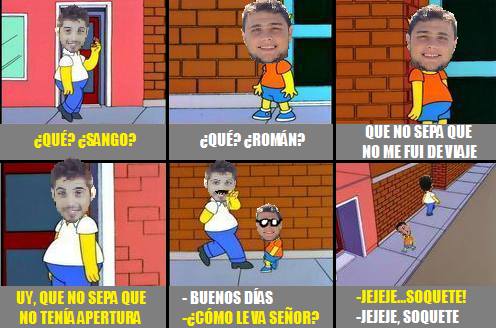 ¿QUÉ? ¿SANGO?
¿QUÉ? ¿ROMÁN?
QUE NO SEPA QUE
NO ME FUI DE VIAJE
UY, QUE NO SEPA QUE
NO TENÍA APERTURA
- BUENOS DÍAS
-¿CÓMO LE VA SEÑOR?
-JEJEJE...SOQUETE!
-JEJEJE, SOQUETE